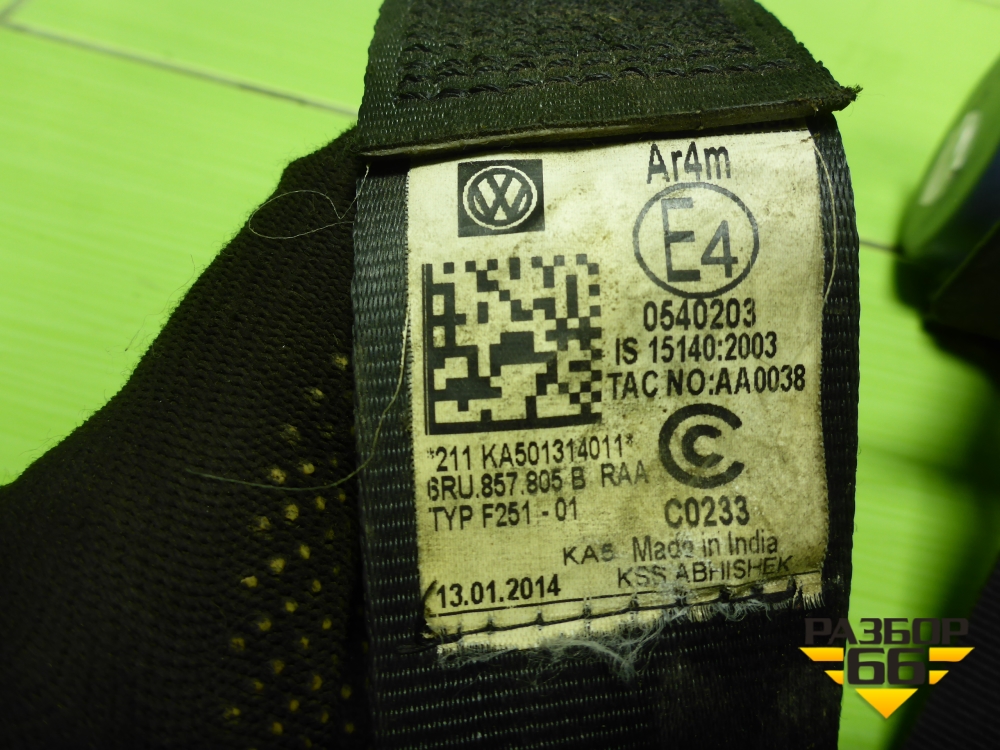 Ar4m
E4
0540203
IS 15140:2003
TAC NO:AA0038
*211 KA501314011*
6RU.857.805 B RAA
TYP F251 - 01
C0233
KA5 Made in India
KSS ABHISHEK
13.01.2014
РАЗБОР
66